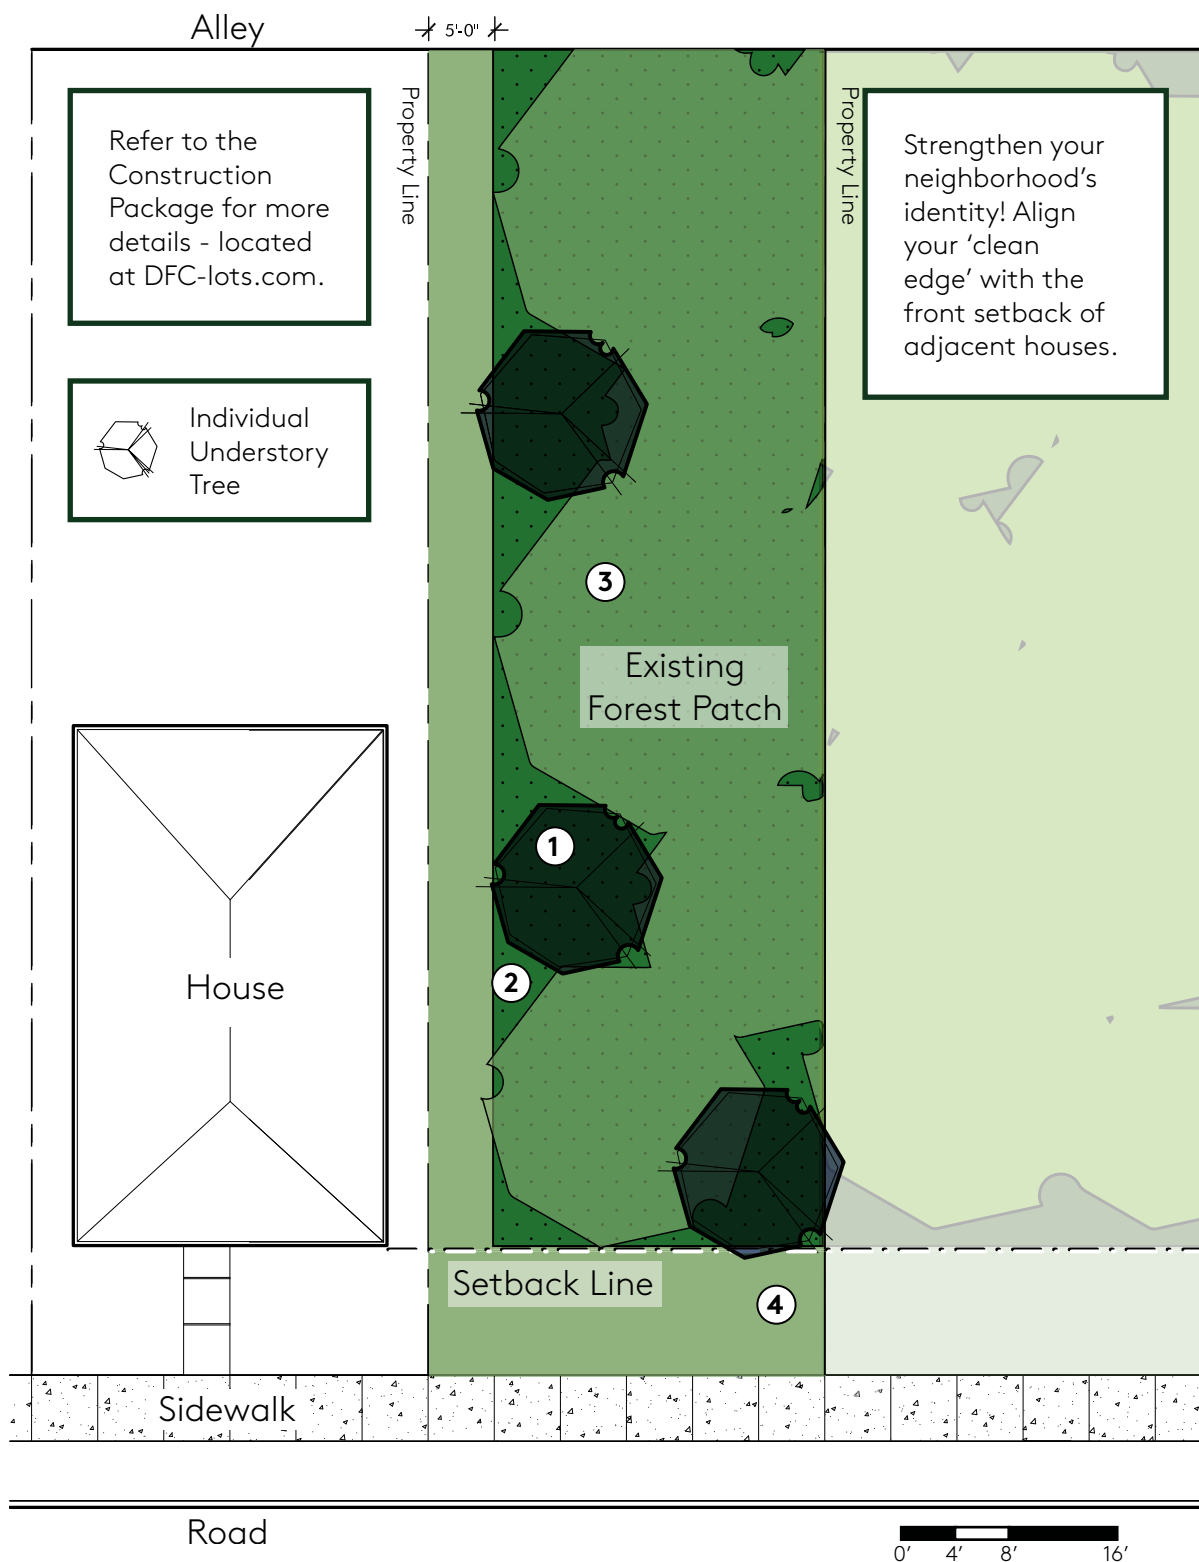 Alley
5'-0"
Property Line
Property Line
Refer to the
Construction
Package for more
details - located
at DFC-lots.com.
Strengthen your
neighborhood's
identity! Align
your ‘clean
edge’ with the
front setback of
adjacent houses.
Individual
Understory
Tree
3
Existing
Forest Patch
1
2
House
Setback Line
4
Sidewalk
Road
0’ 4’ 8’ 16’